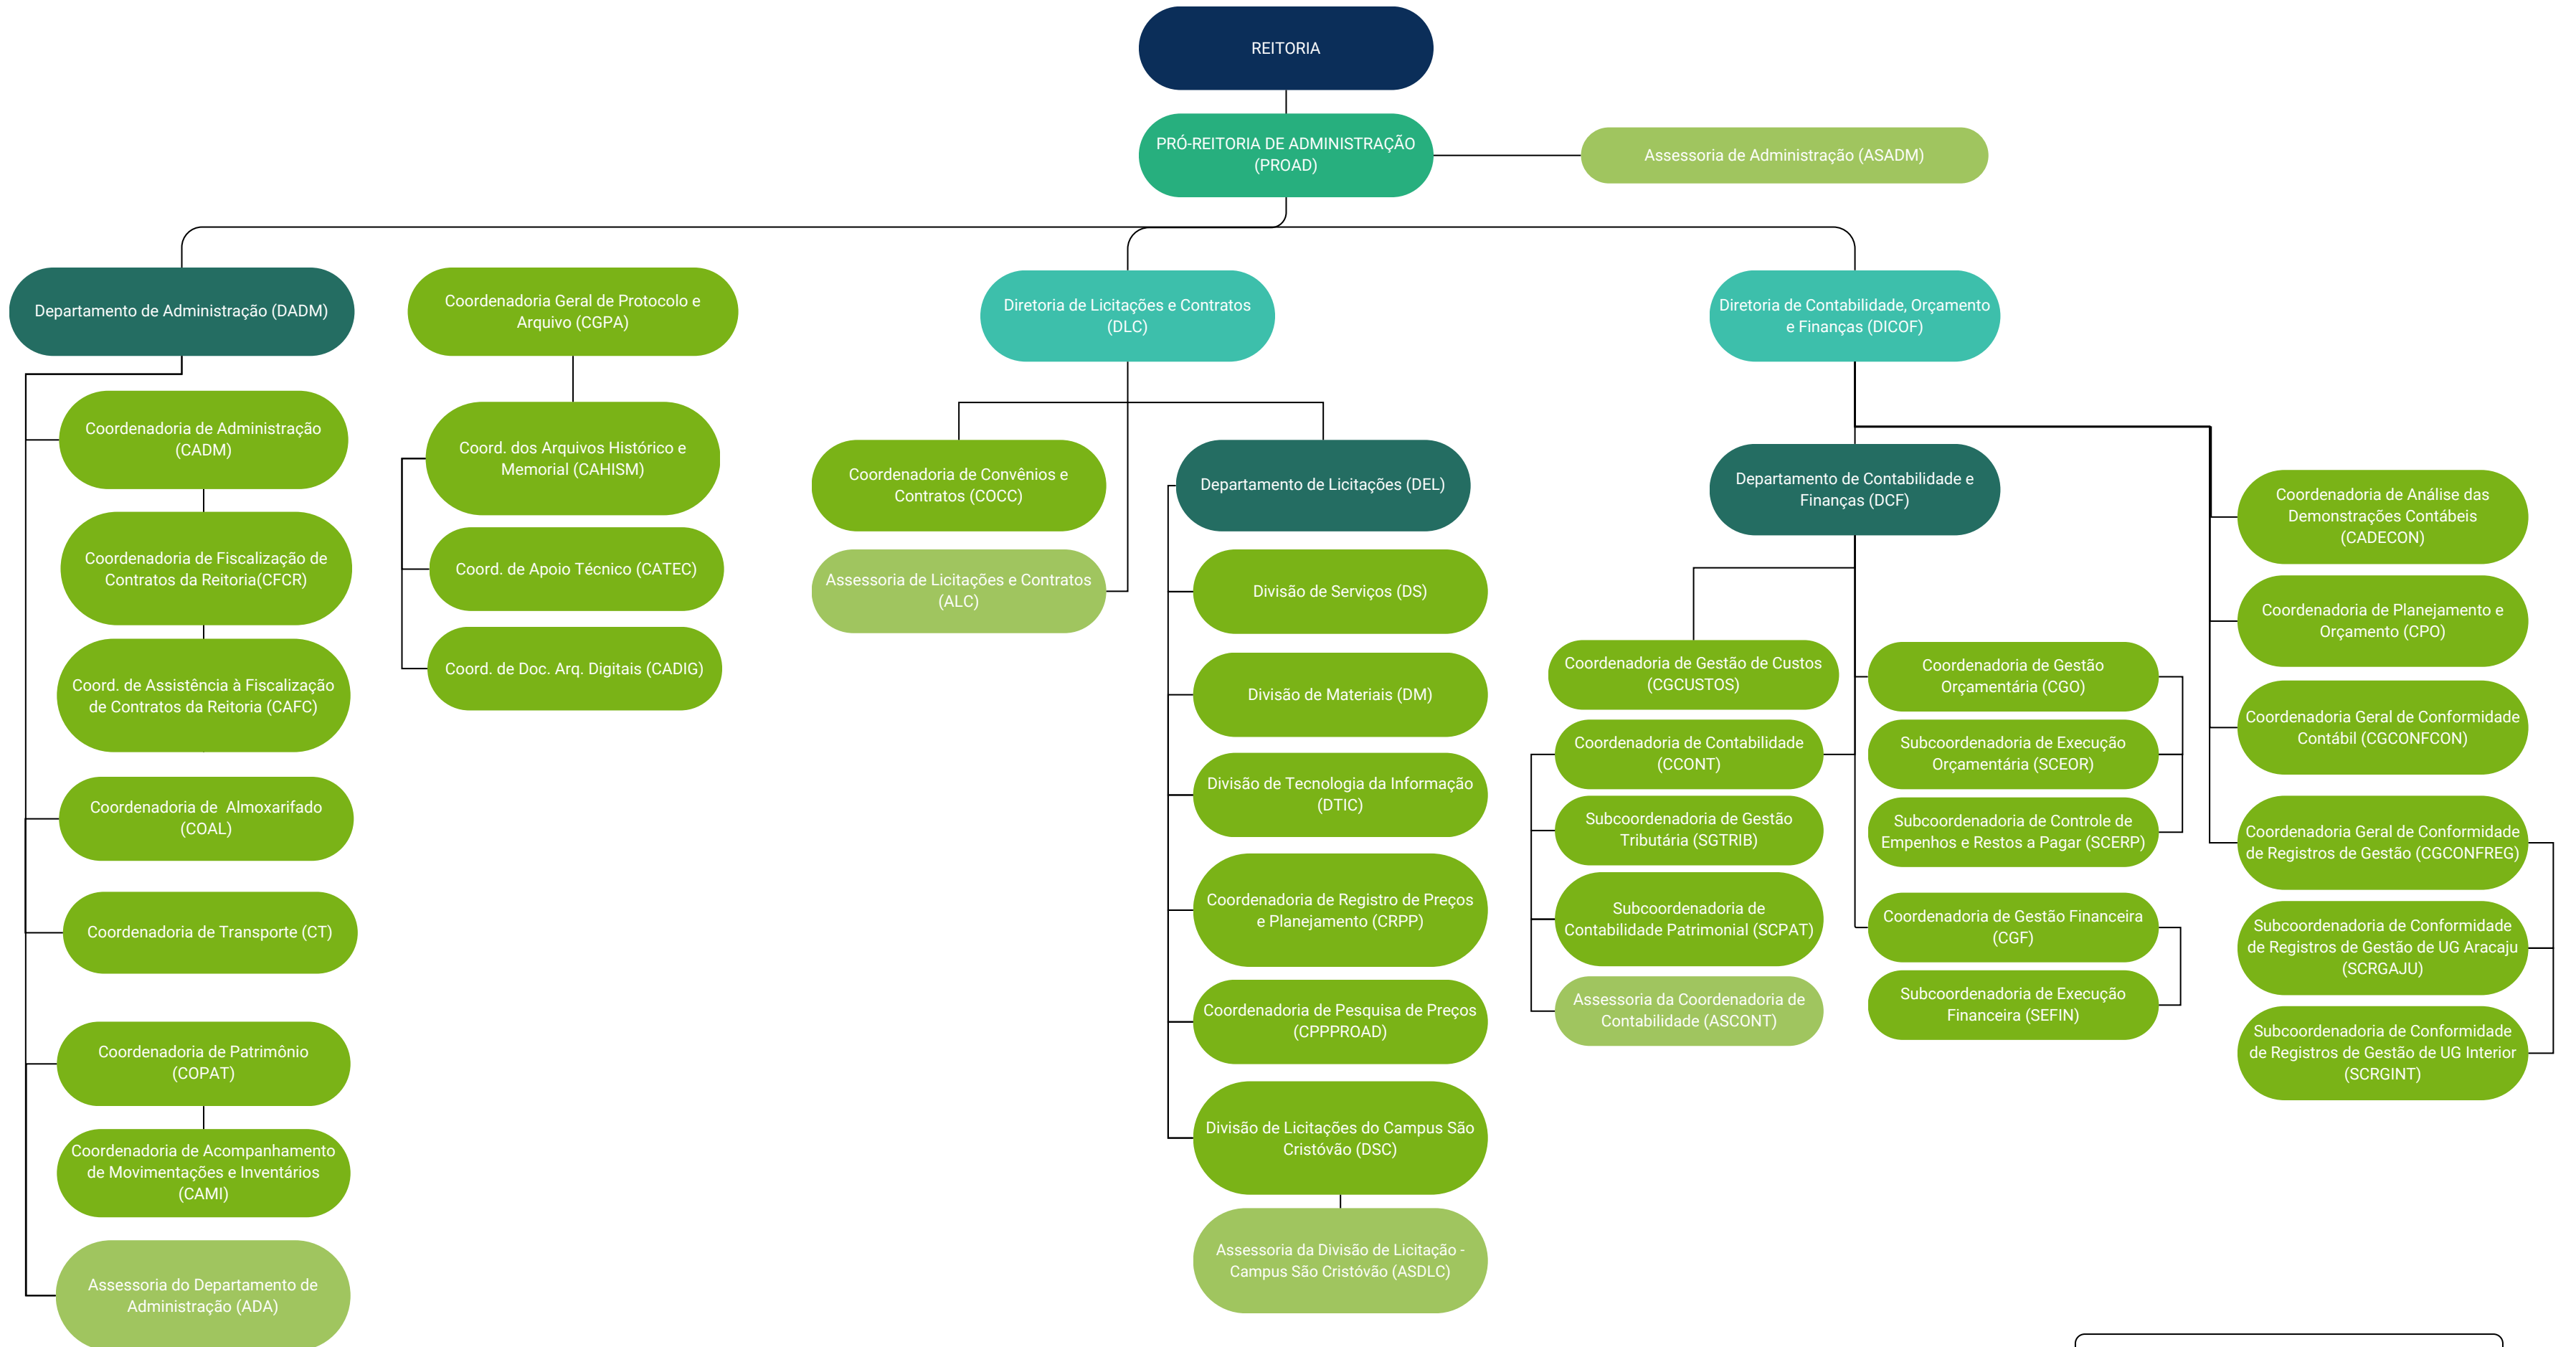 REITORIA
PRÓ-REITORIA DE ADMINISTRAÇÃO
(PROAD)
Assessoria de Administração (ASADM)
Departamento de Administração (DADM)
Coordenadoria de Administração
(CADM)
Coordenadoria de Fiscalização de
Contratos da Reitoria(CFCR)
Coord. de Assistência à Fiscalização
de Contratos da Reitoria (CAFC)
Coordenadoria de  Almoxarifado
(COAL)
Coordenadoria de Transporte (CT)
Coordenadoria de Patrimônio
(COPAT)
Coordenadoria de Acompanhamento
de Movimentações e Inventários
(CAMI)
Assessoria do Departamento de
Administração (ADA)
Coordenadoria Geral de Protocolo e
Arquivo (CGPA)
Coord. dos Arquivos Histórico e
Memorial (CAHISM)
Coord. de Apoio Técnico (CATEC)
Coord. de Doc. Arq. Digitais (CADIG)
Diretoria de Licitações e Contratos
(DLC)
Coordenadoria de Convênios e
Contratos (COCC)
Assessoria de Licitações e Contratos
(ALC)
Departamento de Licitações (DEL)
Divisão de Serviços (DS)
Divisão de Materiais (DM)
Divisão de Tecnologia da Informação
(DTIC)
Coordenadoria de Registro de Preços
e Planejamento (CRPP)
Coordenadoria de Pesquisa de Preços
(CPPPROAD)
Divisão de Licitações do Campus São
Cristóvão (DSC)
Assessoria da Divisão de Licitação -
Campus São Cristóvão (ASDLC)
Diretoria de Contabilidade, Orçamento
e Finanças (DICOF)
Departamento de Contabilidade e
Finanças (DCF)
Coordenadoria de Gestão de Custos
(CGCUSTOS)
Coordenadoria de Contabilidade
(CCONT)
Subcoordenadoria de Gestão
Tributária (SGTRIB)
Subcoordenadoria de
Contabilidade Patrimonial (SCPAT)
Assessoria da Coordenadoria de
Contabilidade (ASCONT)
Coordenadoria de Gestão
Orçamentária (CGO)
Subcoordenadoria de Execução
Orçamentária (SCEOR)
Subcoordenadoria de Controle de
Empenhos e Restos a Pagar (SCERP)
Coordenadoria de Gestão Financeira
(CGF)
Subcoordenadoria de Execução
Financeira (SEFIN)
Coordenadoria de Análise das
Demonstrações Contábeis
(CADECON)
Coordenadoria de Planejamento e
Orçamento (CPO)
Coordenadoria Geral de Conformidade
Contábil (CGCONFCON)
Coordenadoria Geral de Conformidade
de Registros de Gestão (CGCONFREG)
Subcoordenadoria de Conformidade
de Registros de Gestão de UG Aracaju
(SCRGAJU)
Subcoordenadoria de Conformidade
de Registros de Gestão de UG Interior
(SCRGINT)